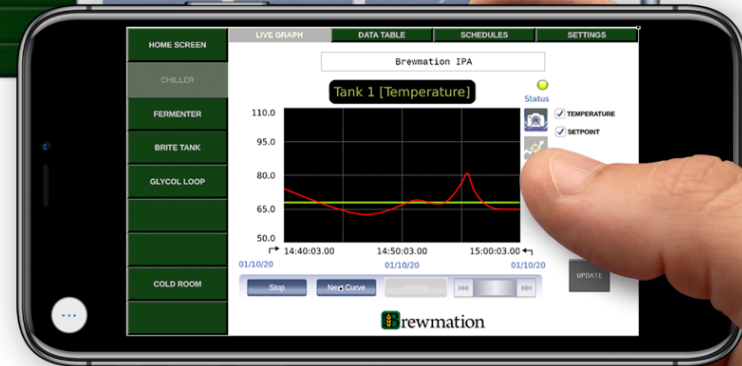 HOME SCREEN
CHILLER
FERMENTER
BRITE TANK
GLYCOL LOOP
COLD ROOM
LIVE GRAPH
DATA TABLE
SCHEDULES
SETTINGS
Brewmation IPA
Tank 1 [Temperature]
Status
TEMPERATURE
SETPOINT
110.0
95.0
80.0
65.0
50.0
14:40:03.00
14:50:03.00
15:00:03.00
01/10/20
01/10/20
01/10/20
Stop
New Curve
History
UPDATE
Brewmation